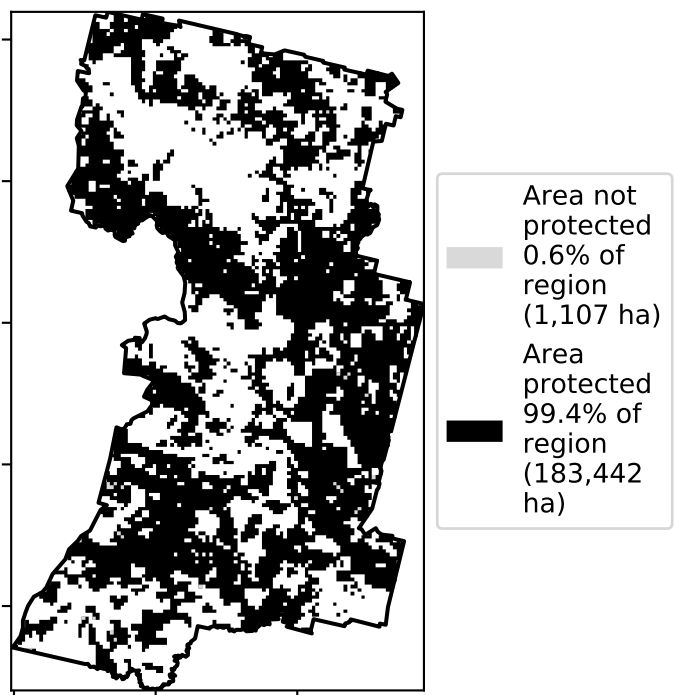 Area not
protected
0.6% of
region
(1,107 ha)
Area
protected
99.4% of
region
(183,442
ha)